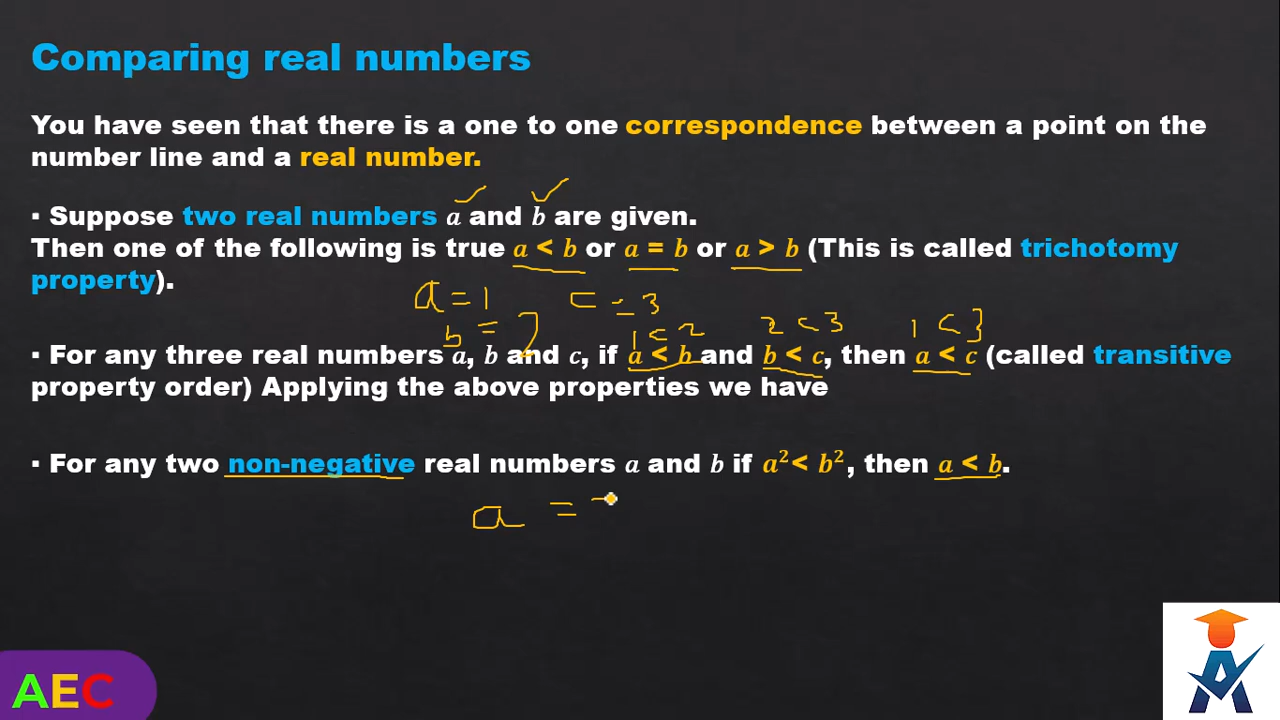 Comparing real numbers
You have seen that there is a one to one correspondence between a point on the
number line and a real number.
▪ Suppose two real numbers a and b are given.
Then one of the following is true a < b or a = b or a > b (This is called trichotomy
property).
a = 1 c = 3
b = 2 1 < 2 2 < 3 1 < 3
▪ For any three real numbers a, b and c, if a < b and b < c, then a < c (called transitive
property order) Applying the above properties we have
▪ For any two non-negative real numbers a and b if a² < b², then a < b.
a =
AEC